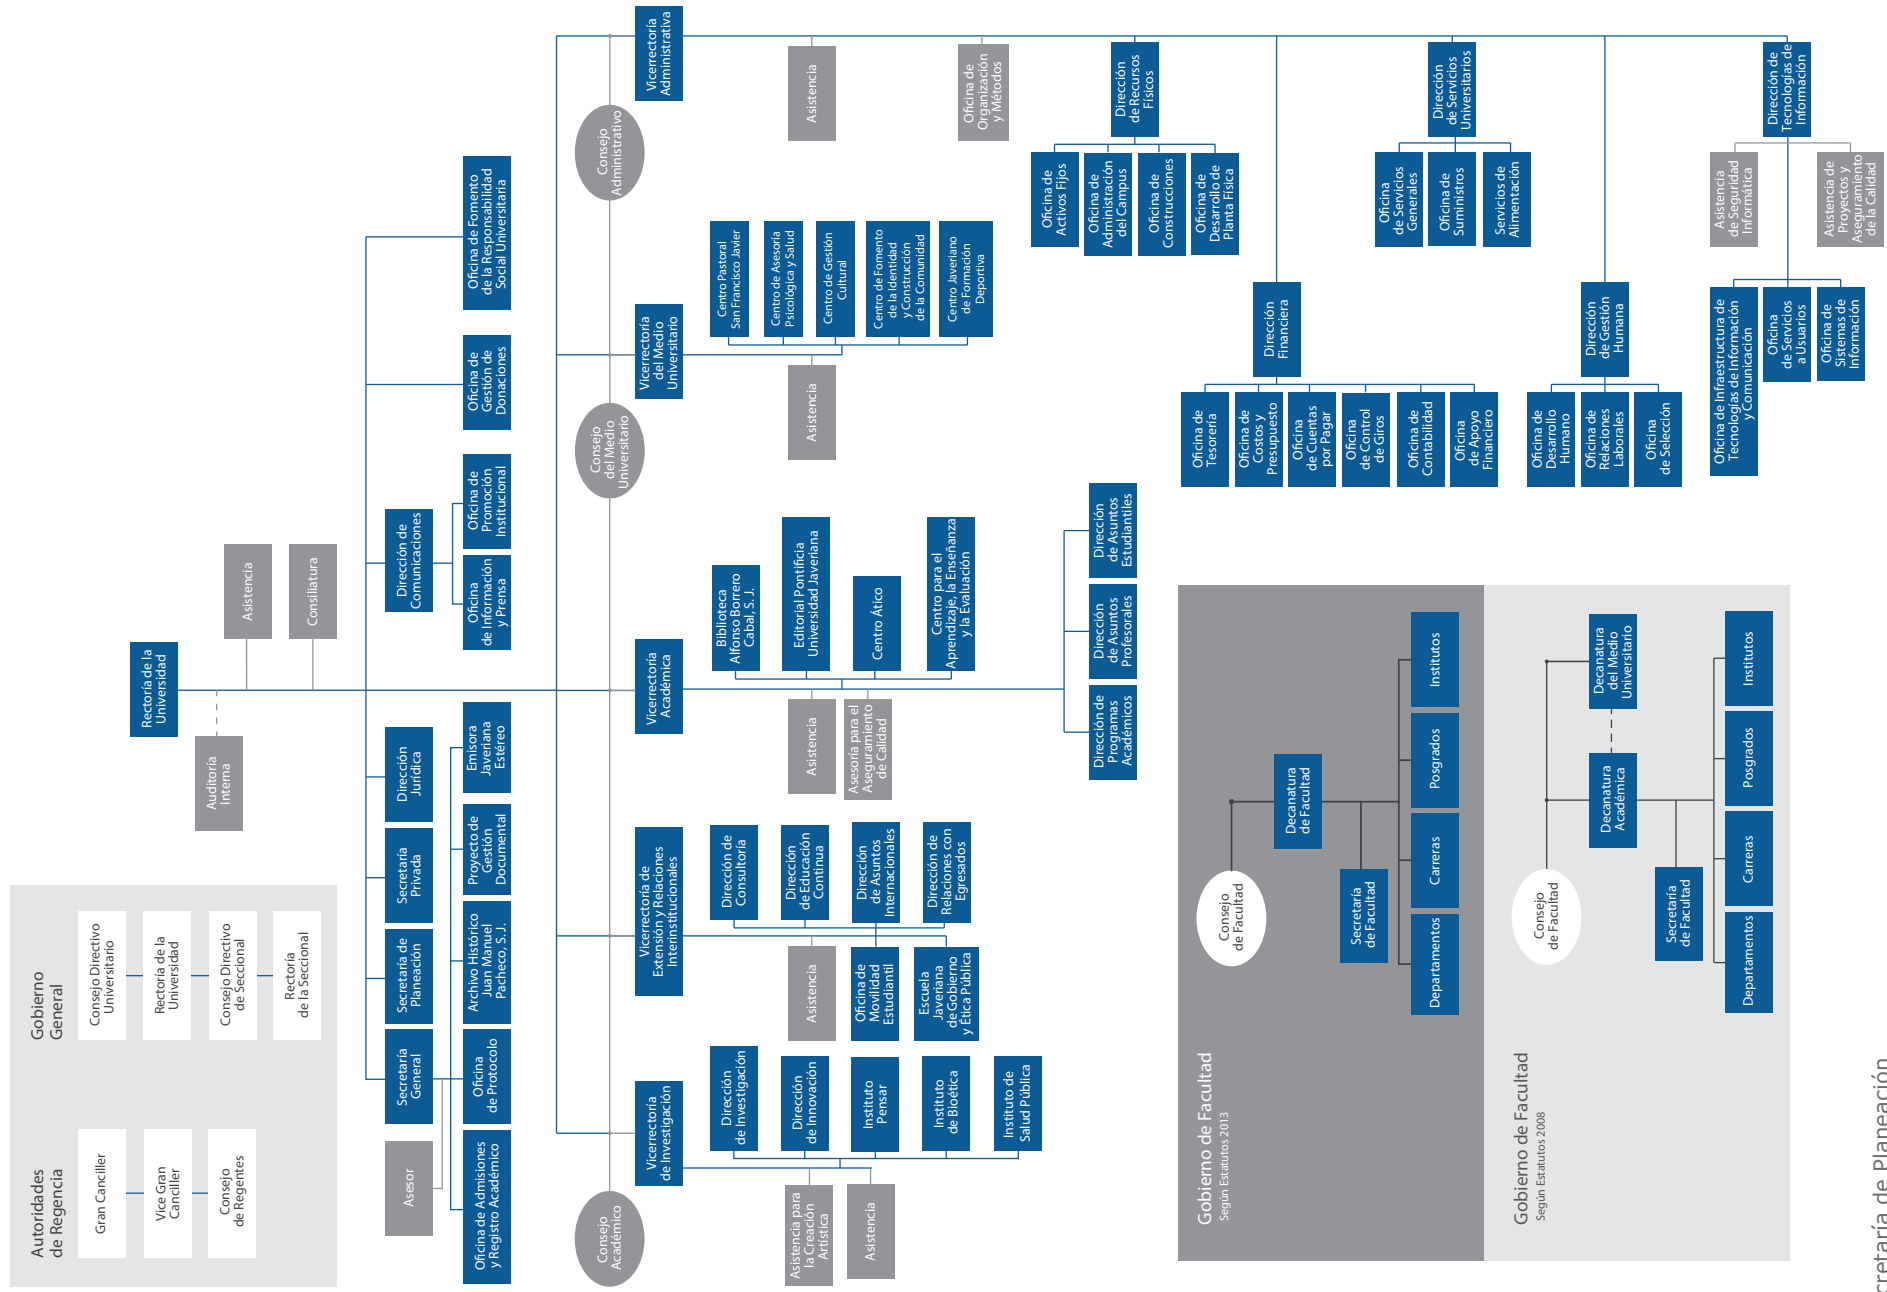 Autoridades
de Regencia
Gran Canciller
Vice Gran
Canciller
Consejo
de Regentes
Gobierno
General
Consejo Directivo
Universitario
Rectoría de la
Universidad
Consejo Directivo
de Seccional
Rectoría
de la Seccional
Rectoría de la
Universidad
Auditoría
Interna
Asistencia
Consiliatura
Secretaría
General
Secretaría de
Planeación
Secretaría
Privada
Dirección
Jurídica
Dirección de
Comunicaciones
Oficina de
Gestión de
Donaciones
Oficina de Fomento
de la Responsabilidad
Social Universitaria
Asesor
Oficina de Admisiones
y Registro Académico
Oficina
de Protocolo
Archivo Histórico
Juan Manuel
Pacheco, S. J.
Proyecto de
Gestión
Documental
Emisora
Javeriana
Estéreo
Oficina
de Información
y Prensa
Oficina de
Promoción
Institucional
Consejo
Académico
Consejo
del Medio
Universitario
Consejo
Administrativo
Vicerrectoría
de Investigación
Asistencia para
la Creación
Artística
Asistencia
Dirección
de Investigación
Dirección
de Innovación
Instituto
Pensar
Instituto
de Bioética
Instituto de
Salud Pública
Vicerrectoría de
Extensión y Relaciones
Interinstitucionales
Asistencia
Dirección de
Consultoría
Dirección
de Educación
Continua
Dirección
de Asuntos
Internacionales
Dirección de
Relaciones con
Egresados
Oficina de
Movilidad
Estudiantil
Escuela
Javeriana
de Gobierno
y Ética Pública
Vicerrectoría
Académica
Asistencia
Asesoría para el
Aseguramiento
de Calidad
Biblioteca
Alfonso Borrero
Cabal, S. J.
Editorial Pontificia
Universidad Javeriana
Centro Ático
Centro para el
Aprendizaje, la Enseñanza
y la Evaluación
Dirección de
Programas
Académicos
Dirección
de Asuntos
Profesorales
Dirección
de Asuntos
Estudiantiles
Vicerrectoría
del Medio
Universitario
Asistencia
Centro Pastoral
San Francisco Javier
Centro de Asesoría
Psicológica y Salud
Centro de Gestión
Cultural
Centro de Fomento
de la Identidad
y Construcción
de la Comunidad
Centro Javeriano
de Formación
Deportiva
Vicerrectoría
Administrativa
Asistencia
Oficina de
Organización
y Métodos
Dirección
de Recursos
Físicos
Oficina de
Activos Fijos
Oficina de
Administración
del Campus
Oficina de
Construcciones
Oficina de
Desarrollo de
Planta Física
Dirección
Financiera
Oficina de
Tesorería
Oficina de
Costos y
Presupuesto
Oficina
de Cuentas
por Pagar
Oficina
de Control
de Giros
Oficina de
Contabilidad
Oficina
de Apoyo
Financiero
Dirección
de Servicios
Universitarios
Oficina
de Servicios
Generales
Oficina de
Suministros
Servicios de
Alimentación
Dirección
de Gestión
Humana
Oficina de
Desarrollo
Humano
Oficina de
Relaciones
Laborales
Oficina
de Selección
Dirección de
Tecnologías de
Información
Asistencia
de Seguridad
Informática
Asistencia de
Proyectos y
Aseguramiento
de la Calidad
Oficina de Infraestructura de
Tecnologías de Información
y Comunicación
Oficina
de Servicios
a Usuarios
Oficina de
Sistemas de
Información
Gobierno de Facultad
Según Estatutos 2013
Consejo
de Facultad
Decanatura
de Facultad
Secretaría
de Facultad
Departamentos
Carreras
Posgrados
Institutos
Gobierno de Facultad
Según Estatutos 2008
Consejo
de Facultad
Decanatura
Académica
Decanatura
del Medio
Universitario
Secretaría
de Facultad
Departamentos
Carreras
Posgrados
Institutos
cretaría de Planeación